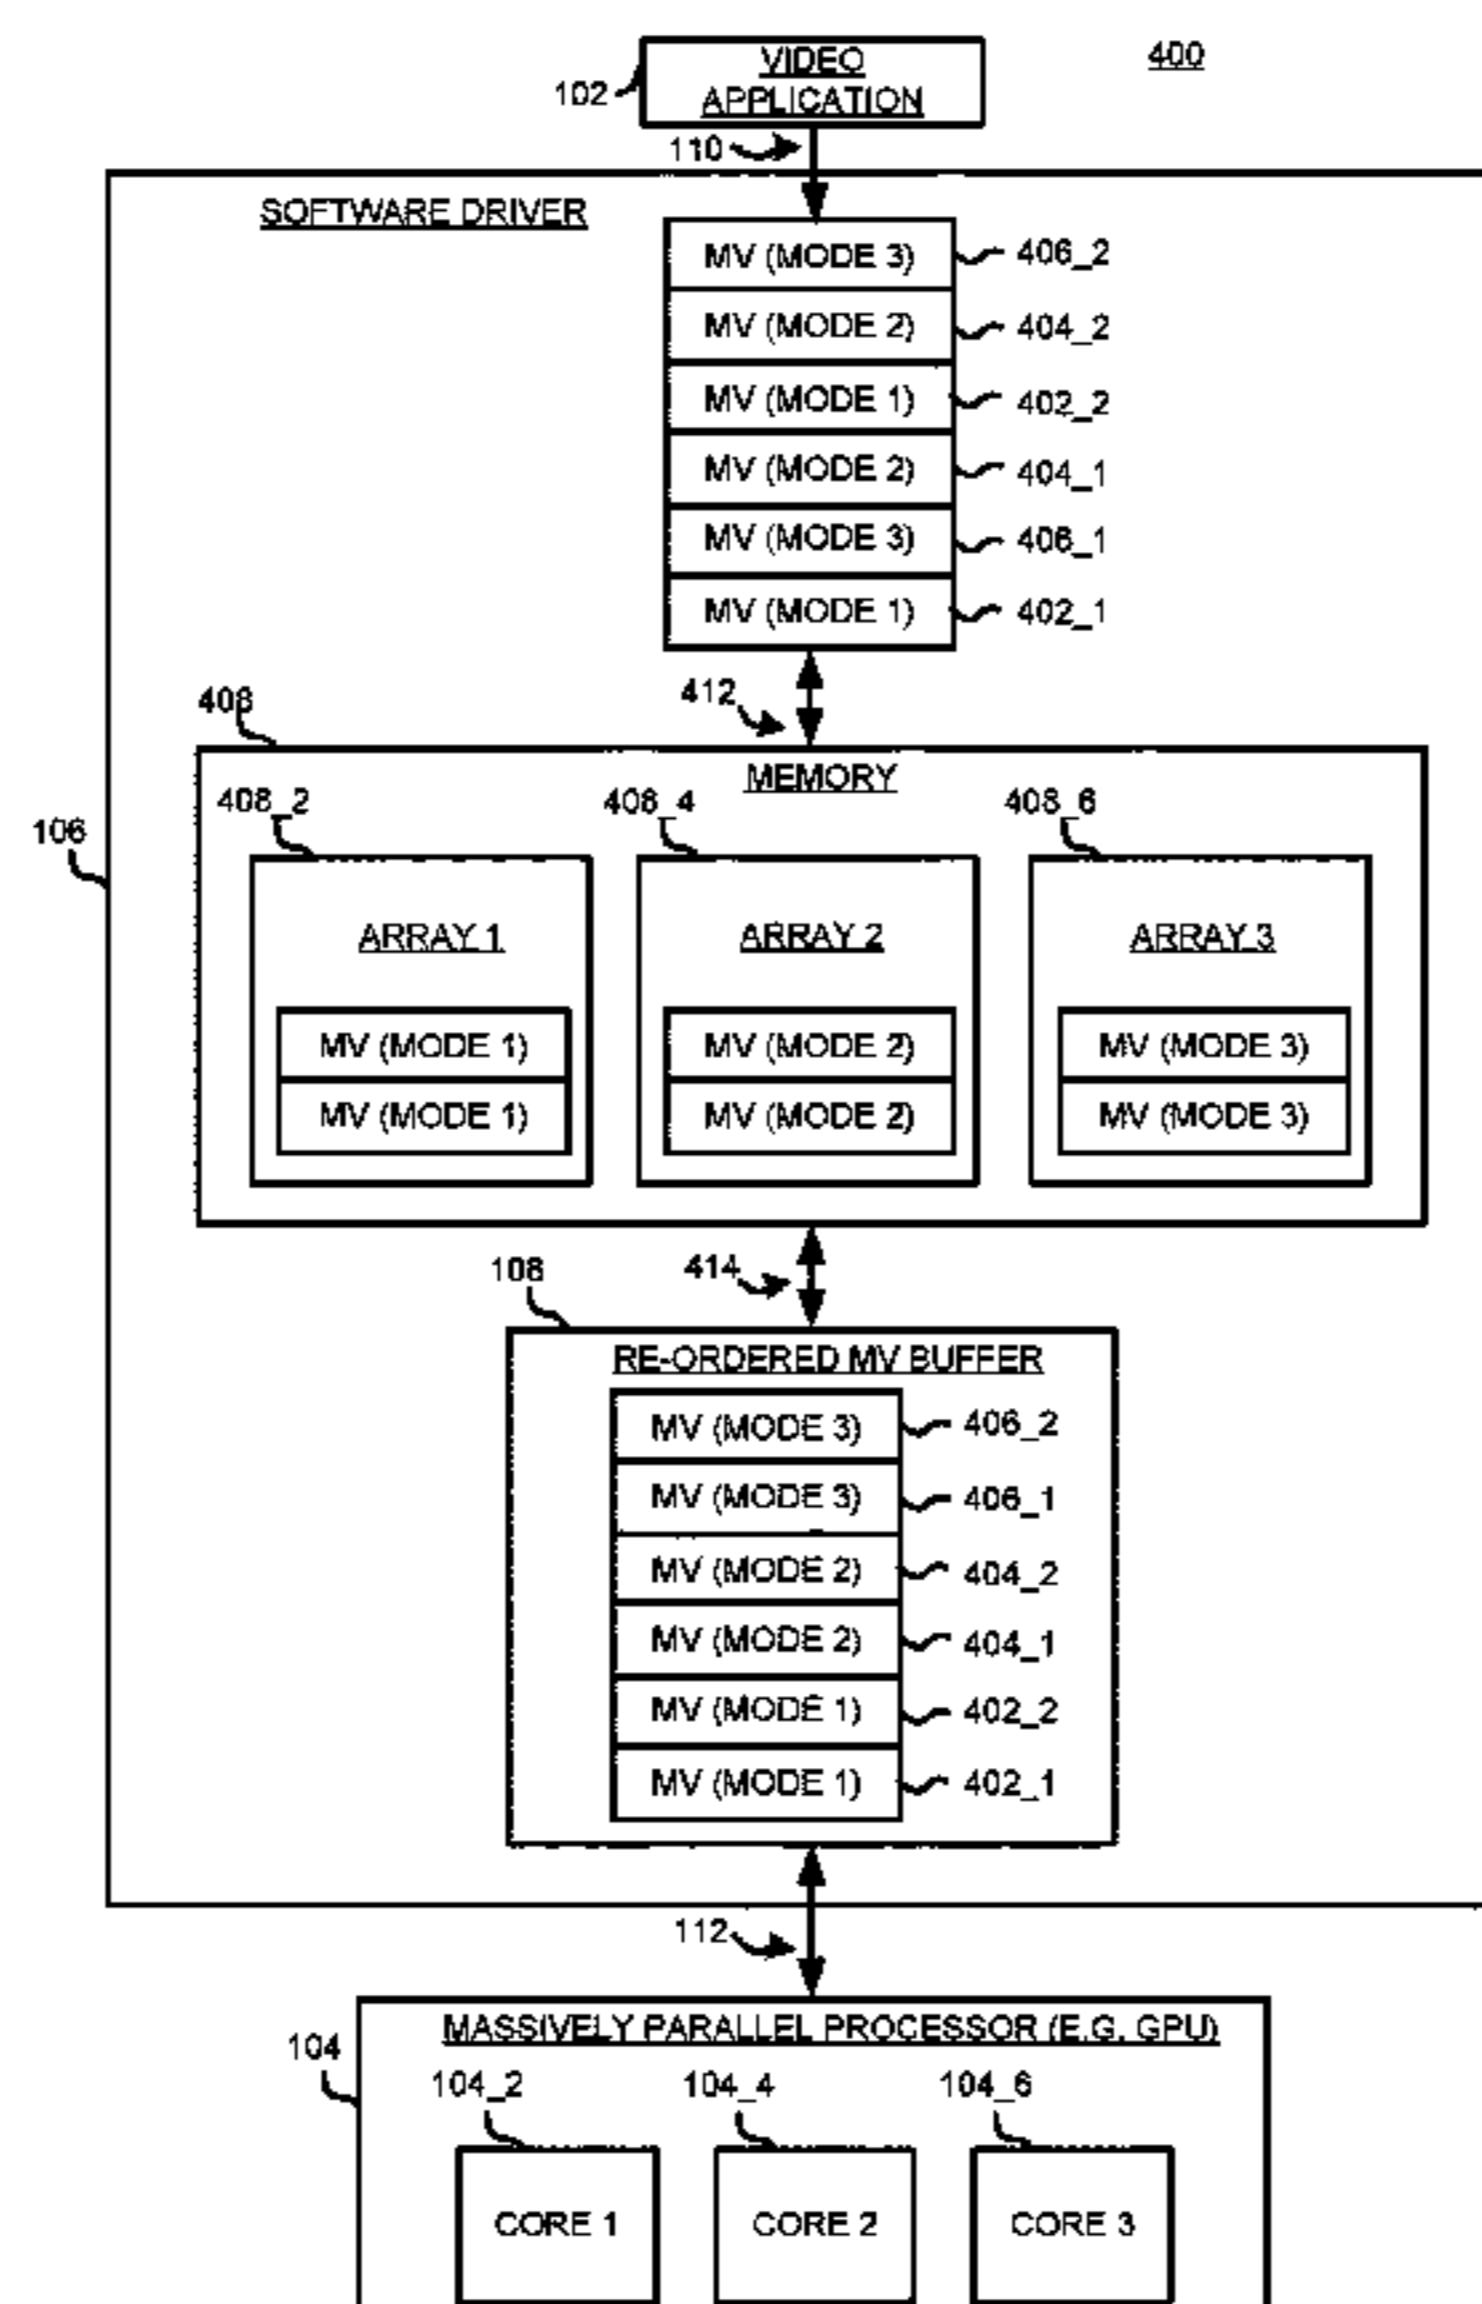 400
VIDEO
APPLICATION
102
110
SOFTWARE DRIVER
MV (MODE 3) 406_2
MV (MODE 2) 404_2
MV (MODE 1) 402_2
MV (MODE 2) 404_1
MV (MODE 3) 406_1
MV (MODE 1) 402_1
412
408
MEMORY
408_2 408_4 408_6
106
ARRAY 1 ARRAY 2 ARRAY 3
MV (MODE 1) MV (MODE 2) MV (MODE 3)
MV (MODE 1) MV (MODE 2) MV (MODE 3)
108 414
RE-ORDERED MV BUFFER
MV (MODE 3) 406_2
MV (MODE 3) 406_1
MV (MODE 2) 404_2
MV (MODE 2) 404_1
MV (MODE 1) 402_2
MV (MODE 1) 402_1
112
MASSIVELY PARALLEL PROCESSOR (E.G. GPU)
104
104_2 104_4 104_6
CORE 1 CORE 2 CORE 3